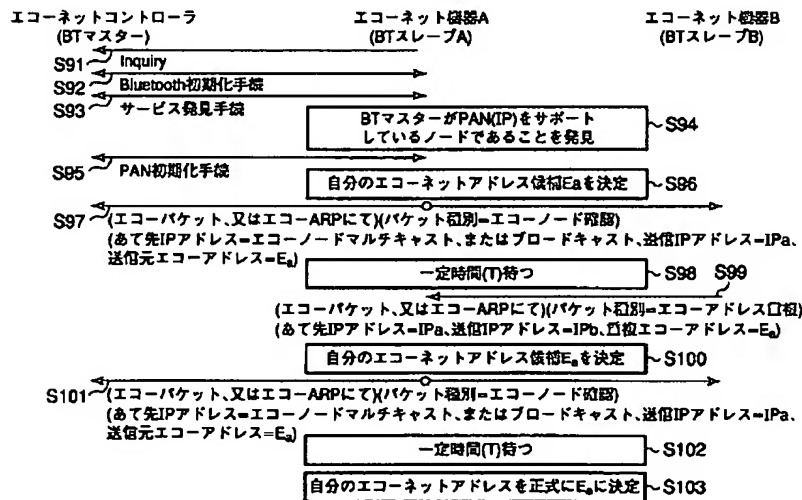 エコーネットコントローラ
(BTマスター)
エコーネット機器A
(BTスレーブA)
エコーネット機器B
(BTスレーブB)
S91
Inquiry
S92
Bluetooth初期化手続
S93
サービス発見手続
BTマスターがPAN(IP)をサポート
しているノードであることを発見
S94
S95
PAN初期化手続
自分のエコーネットアドレス候補Eaを決定
S96
S97
(エコーパケット、又はエコーARPにて)(パケット種別=エコーノード確認)
(あて先IPアドレス=エコーノードマルチキャスト、またはブロードキャスト、送信IPアドレス=IPa、
送信元エコーアドレス=Ea)
一定時間(T)待つ
S98
S99
(エコーパケット、又はエコーARPにて)(パケット種別=エコーアドレス
(あて先IPアドレス=IPa、送信IPアドレス=IPb、エコーアドレス=Ea)
自分のエコーネットアドレス候補Eaを決定
S100
S101
(エコーパケット、又はエコーARPにて)(パケット種別=エコーノード確認)
(あて先IPアドレス=エコーノードマルチキャスト、またはブロードキャスト、送信IPアドレス=IPa、
送信元エコーアドレス=Ea)
一定時間(T)待つ
S102
自分のエコーネットアドレスを正式にEaに決定
S103